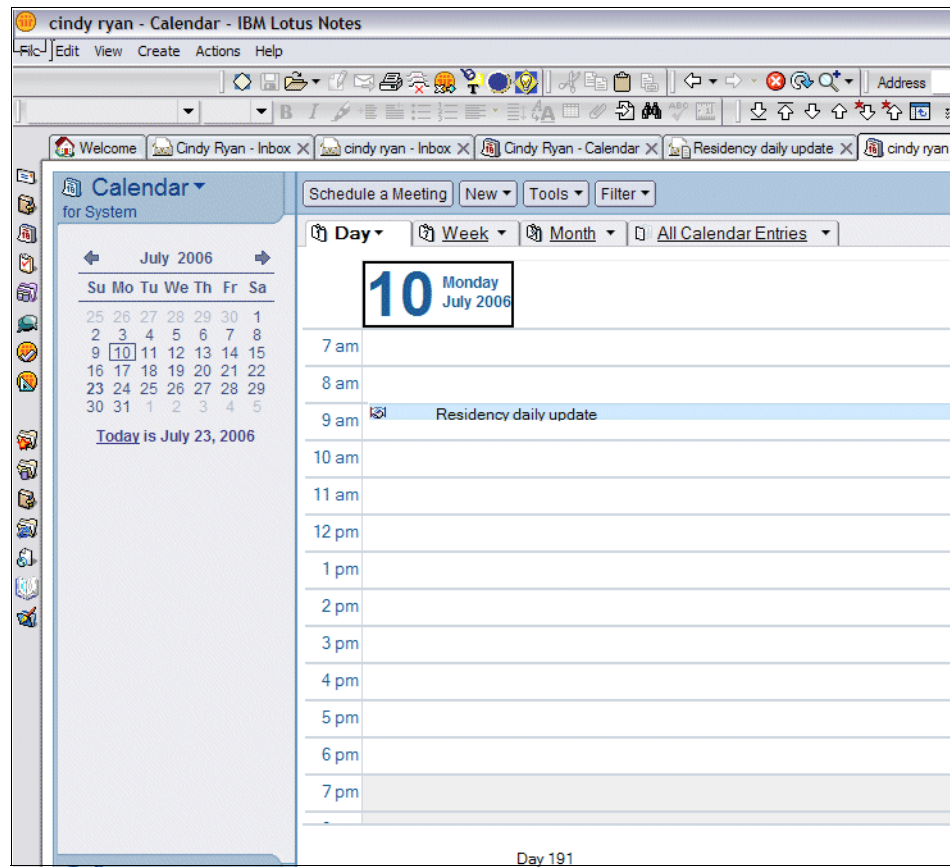 cindy ryan - Calendar - IBM Lotus Notes
File Edit View Create Actions Help
Address
B I A
Welcome Cindy Ryan - Inbox cindy ryan - Inbox Cindy Ryan - Calendar Residency daily update cindy ryan
Calendar
for System
July 2006
Su Mo Tu We Th Fr Sa
25 26 27 28 29 30 1
2 3 4 5 6 7 8
9 10 11 12 13 14 15
16 17 18 19 20 21 22
23 24 25 26 27 28 29
30 31 1 2 3 4 5
Today is July 23, 2006
Schedule a Meeting New Tools Filter
Day Week Month All Calendar Entries
10 Monday
July 2006
7 am
8 am
9 am Residency daily update
10 am
11 am
12 pm
1 pm
2 pm
3 pm
4 pm
5 pm
6 pm
7 pm
Day 191